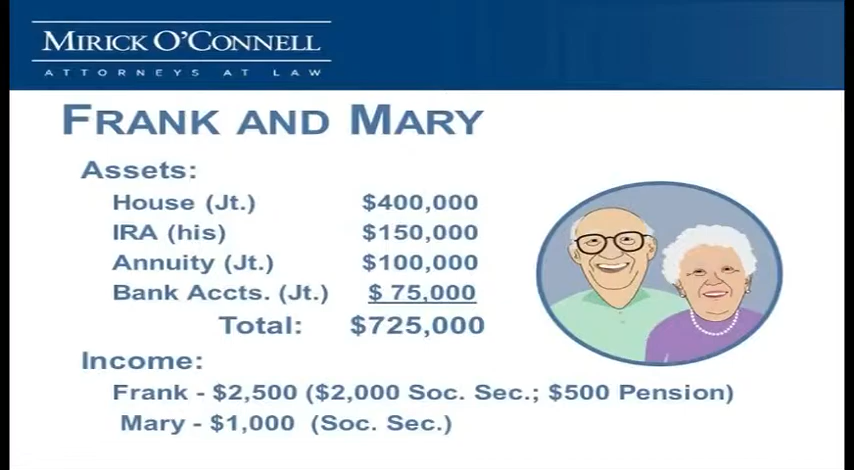 MIRICK O'CONNELL
ATTORNEYS AT LAW
FRANK AND MARY
Assets:
House (Jt.) $400,000
IRA (his) $150,000
Annuity (Jt.) $100,000
Bank Accts. (Jt.) $ 75,000
Total: $725,000
Income:
Frank - $2,500 ($2,000 Soc. Sec.; $500 Pension)
Mary - $1,000 (Soc. Sec.)